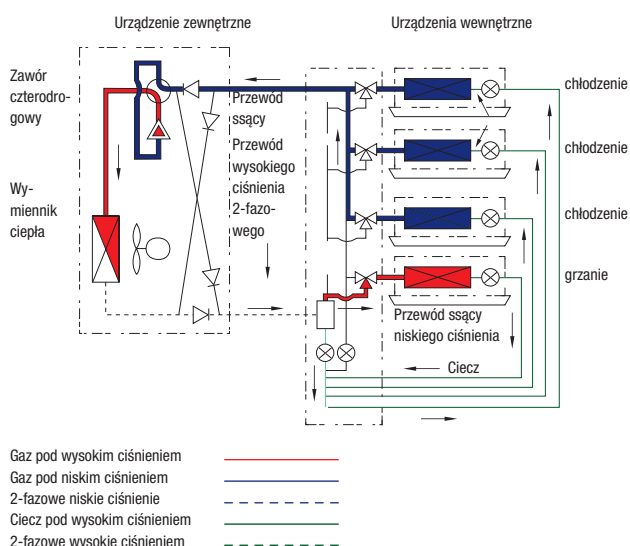 Urządzenie zewnętrzne
Urządzenia wewnętrzne
Zawór
czterodro-
gowy
Przewód
ssący
Przewód
wysokiego
ciśnienia
2-fazo-
wego
Wy-
miennik
ciepła
chłodzenie
chłodzenie
chłodzenie
grzanie
Przewód ssący
niskiego ciśnienia
Ciecz
Gaz pod wysokim ciśnieniem
Gaz pod niskim ciśnieniem
2-fazowe niskie ciśnienie
Ciecz pod wysokim ciśnieniem
2-fazowe wysokie ciśnieniem